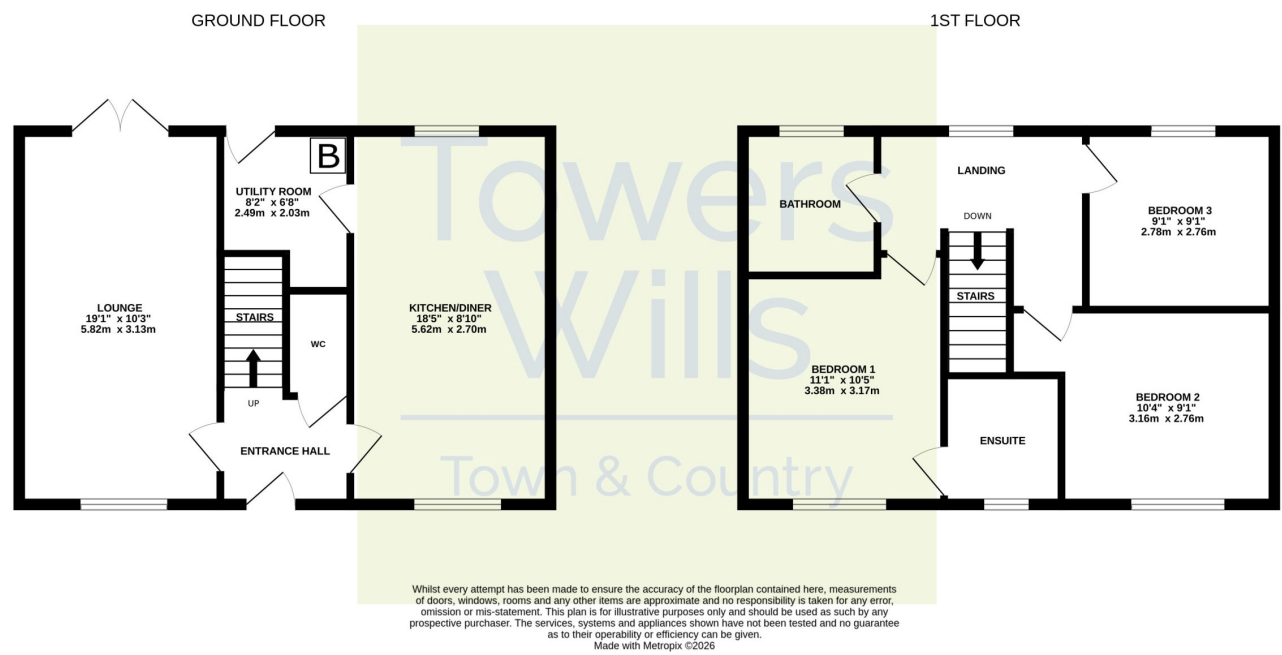 GROUND FLOOR
LOUNGE
19'1" x 10'3"
5.82m x 3.13m
UTILITY ROOM
8'2" x 6'8"
2.49m x 2.03m
B
STAIRS
UP
WC
ENTRANCE HALL
KITCHEN/DINER
18'5" x 8'10"
5.62m x 2.70m
1ST FLOOR
BATHROOM
LANDING
DOWN
STAIRS
BEDROOM 3
9'1" x 9'1"
2.78m x 2.76m
BEDROOM 1
11'1" x 10'5"
3.38m x 3.17m
ENSUITE
BEDROOM 2
10'4" x 9'1"
3.16m x 2.76m
Towers
Wills
Town & Country
Whilst every attempt has been made to ensure the accuracy of the floorplan contained here, measurements
of doors, windows, rooms and any other items are approximate and no responsibility is taken for any error,
omission or mis-statement. This plan is for illustrative purposes only and should be used as such by any
prospective purchaser. The services, systems and appliances shown have not been tested and no guarantee
as to their operability or efficiency can be given.
Made with Metropix ©2026